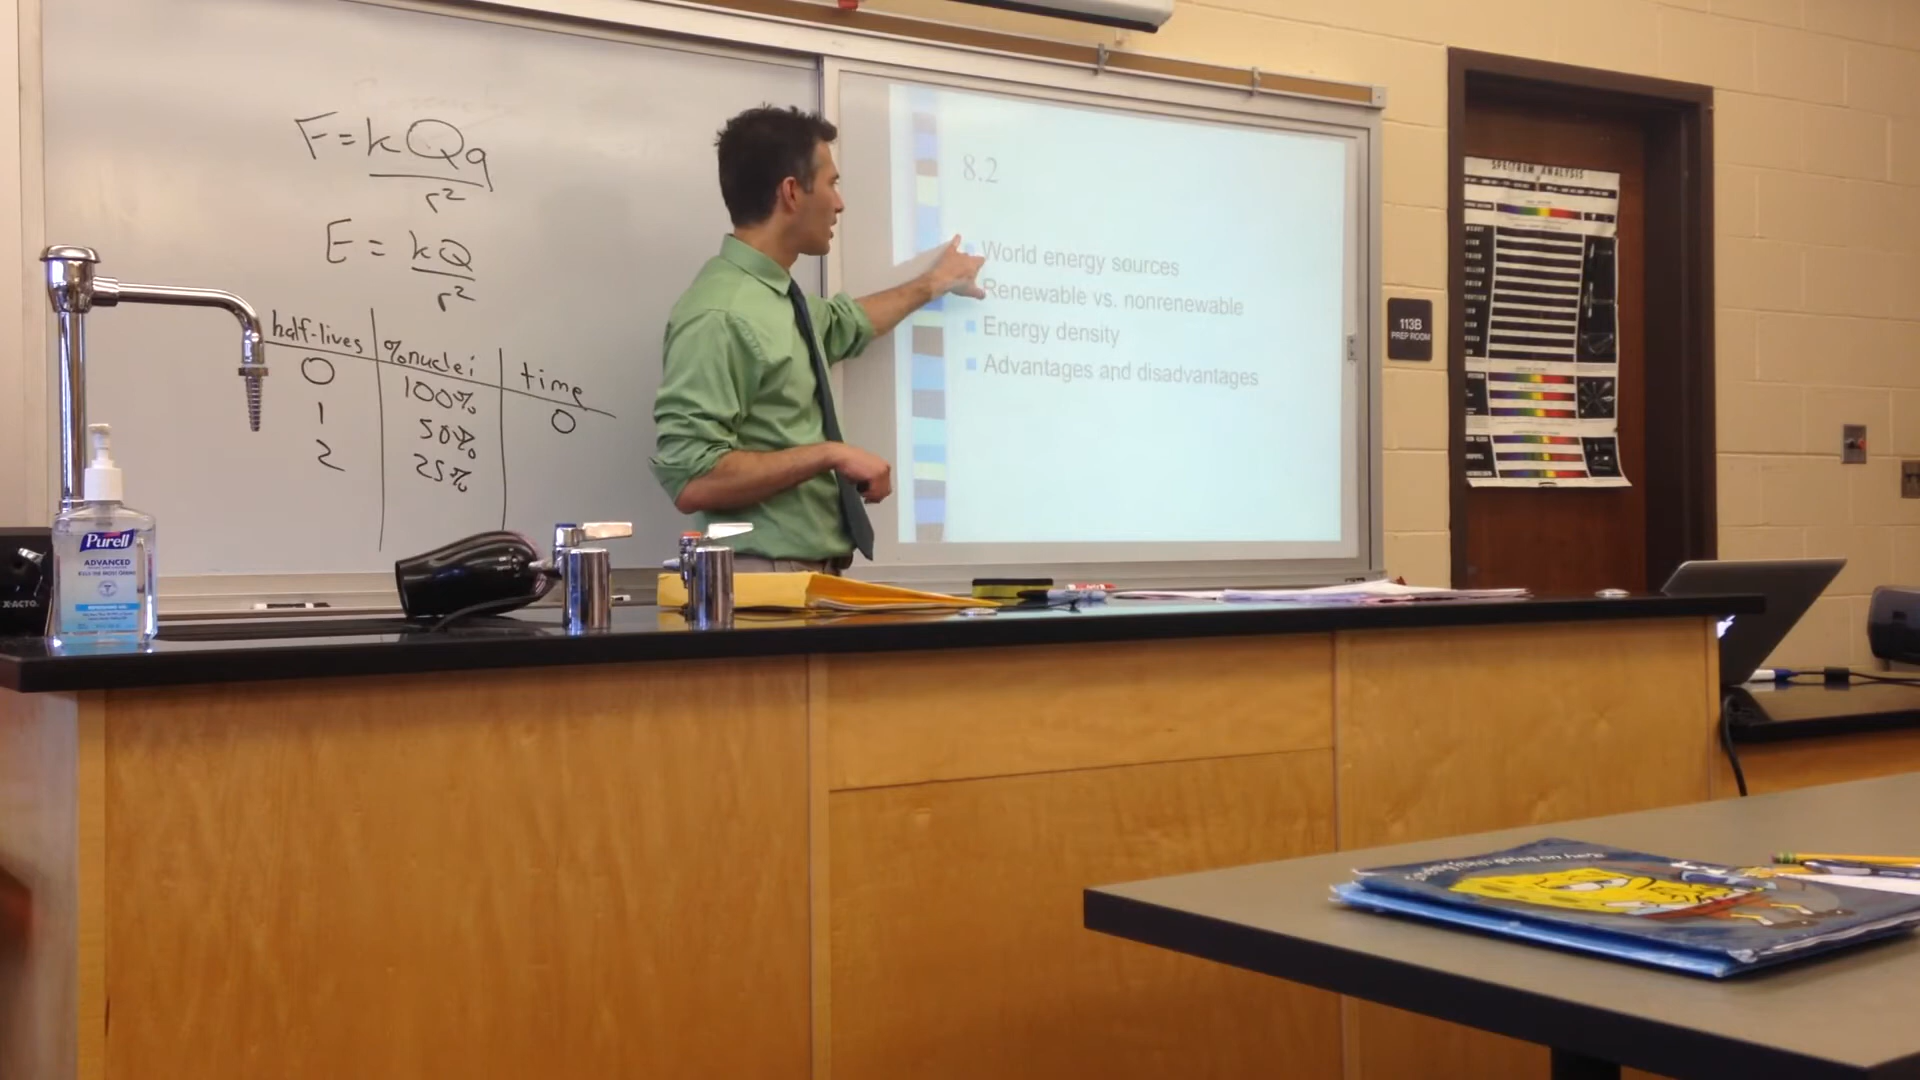 F = kQq
r²
E = kQ
r²
half-lives %nuclei time
0 100% 0
1 50%
2 25%
8.2
World energy sources
Renewable vs. nonrenewable
Energy density
Advantages and disadvantages
SPECTRUM ANALYSIS
113B
PREP ROOM
Purell
ADVANCED
X-ACTO